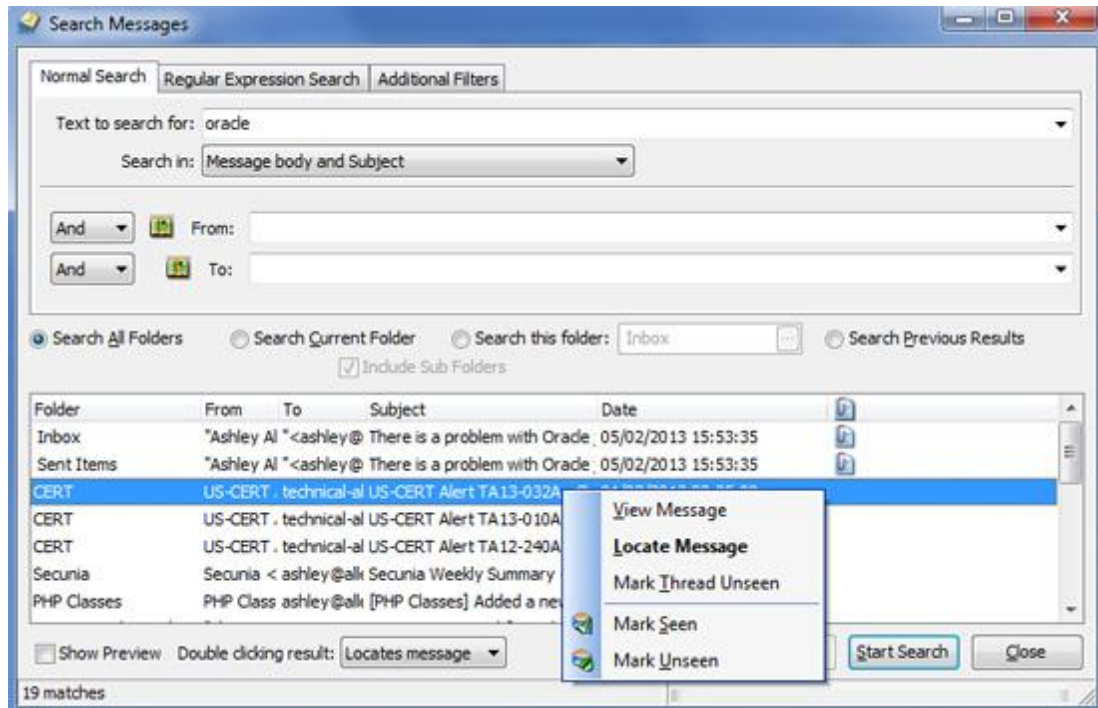 Search Messages
Normal Search Regular Expression Search Additional Filters
Text to search for: oracle
Search in: Message body and Subject
And From:
And To:
Search All Folders Search Current Folder Search this folder: Inbox ... Search Previous Results
Include Sub Folders
Folder From To Subject Date
Inbox "Ashley Al "<ashley@ There is a problem with Oracle 05/02/2013 15:53:35
Sent Items "Ashley Al "<ashley@ There is a problem with Oracle 05/02/2013 15:53:35
CERT US-CERT . technical-al US-CERT Alert TA13-032A
CERT US-CERT . technical-al US-CERT Alert TA13-010A
CERT US-CERT . technical-al US-CERT Alert TA12-240A
Secunia Secunia < ashley@alk Secunia Weekly Summary
PHP Classes PHP Class ashley@alk [PHP Classes] Added a ne
View Message
Locate Message
Mark Thread Unseen
Mark Seen
Mark Unseen
Show Preview Double clicking result: Locates message Start Search Close
19 matches